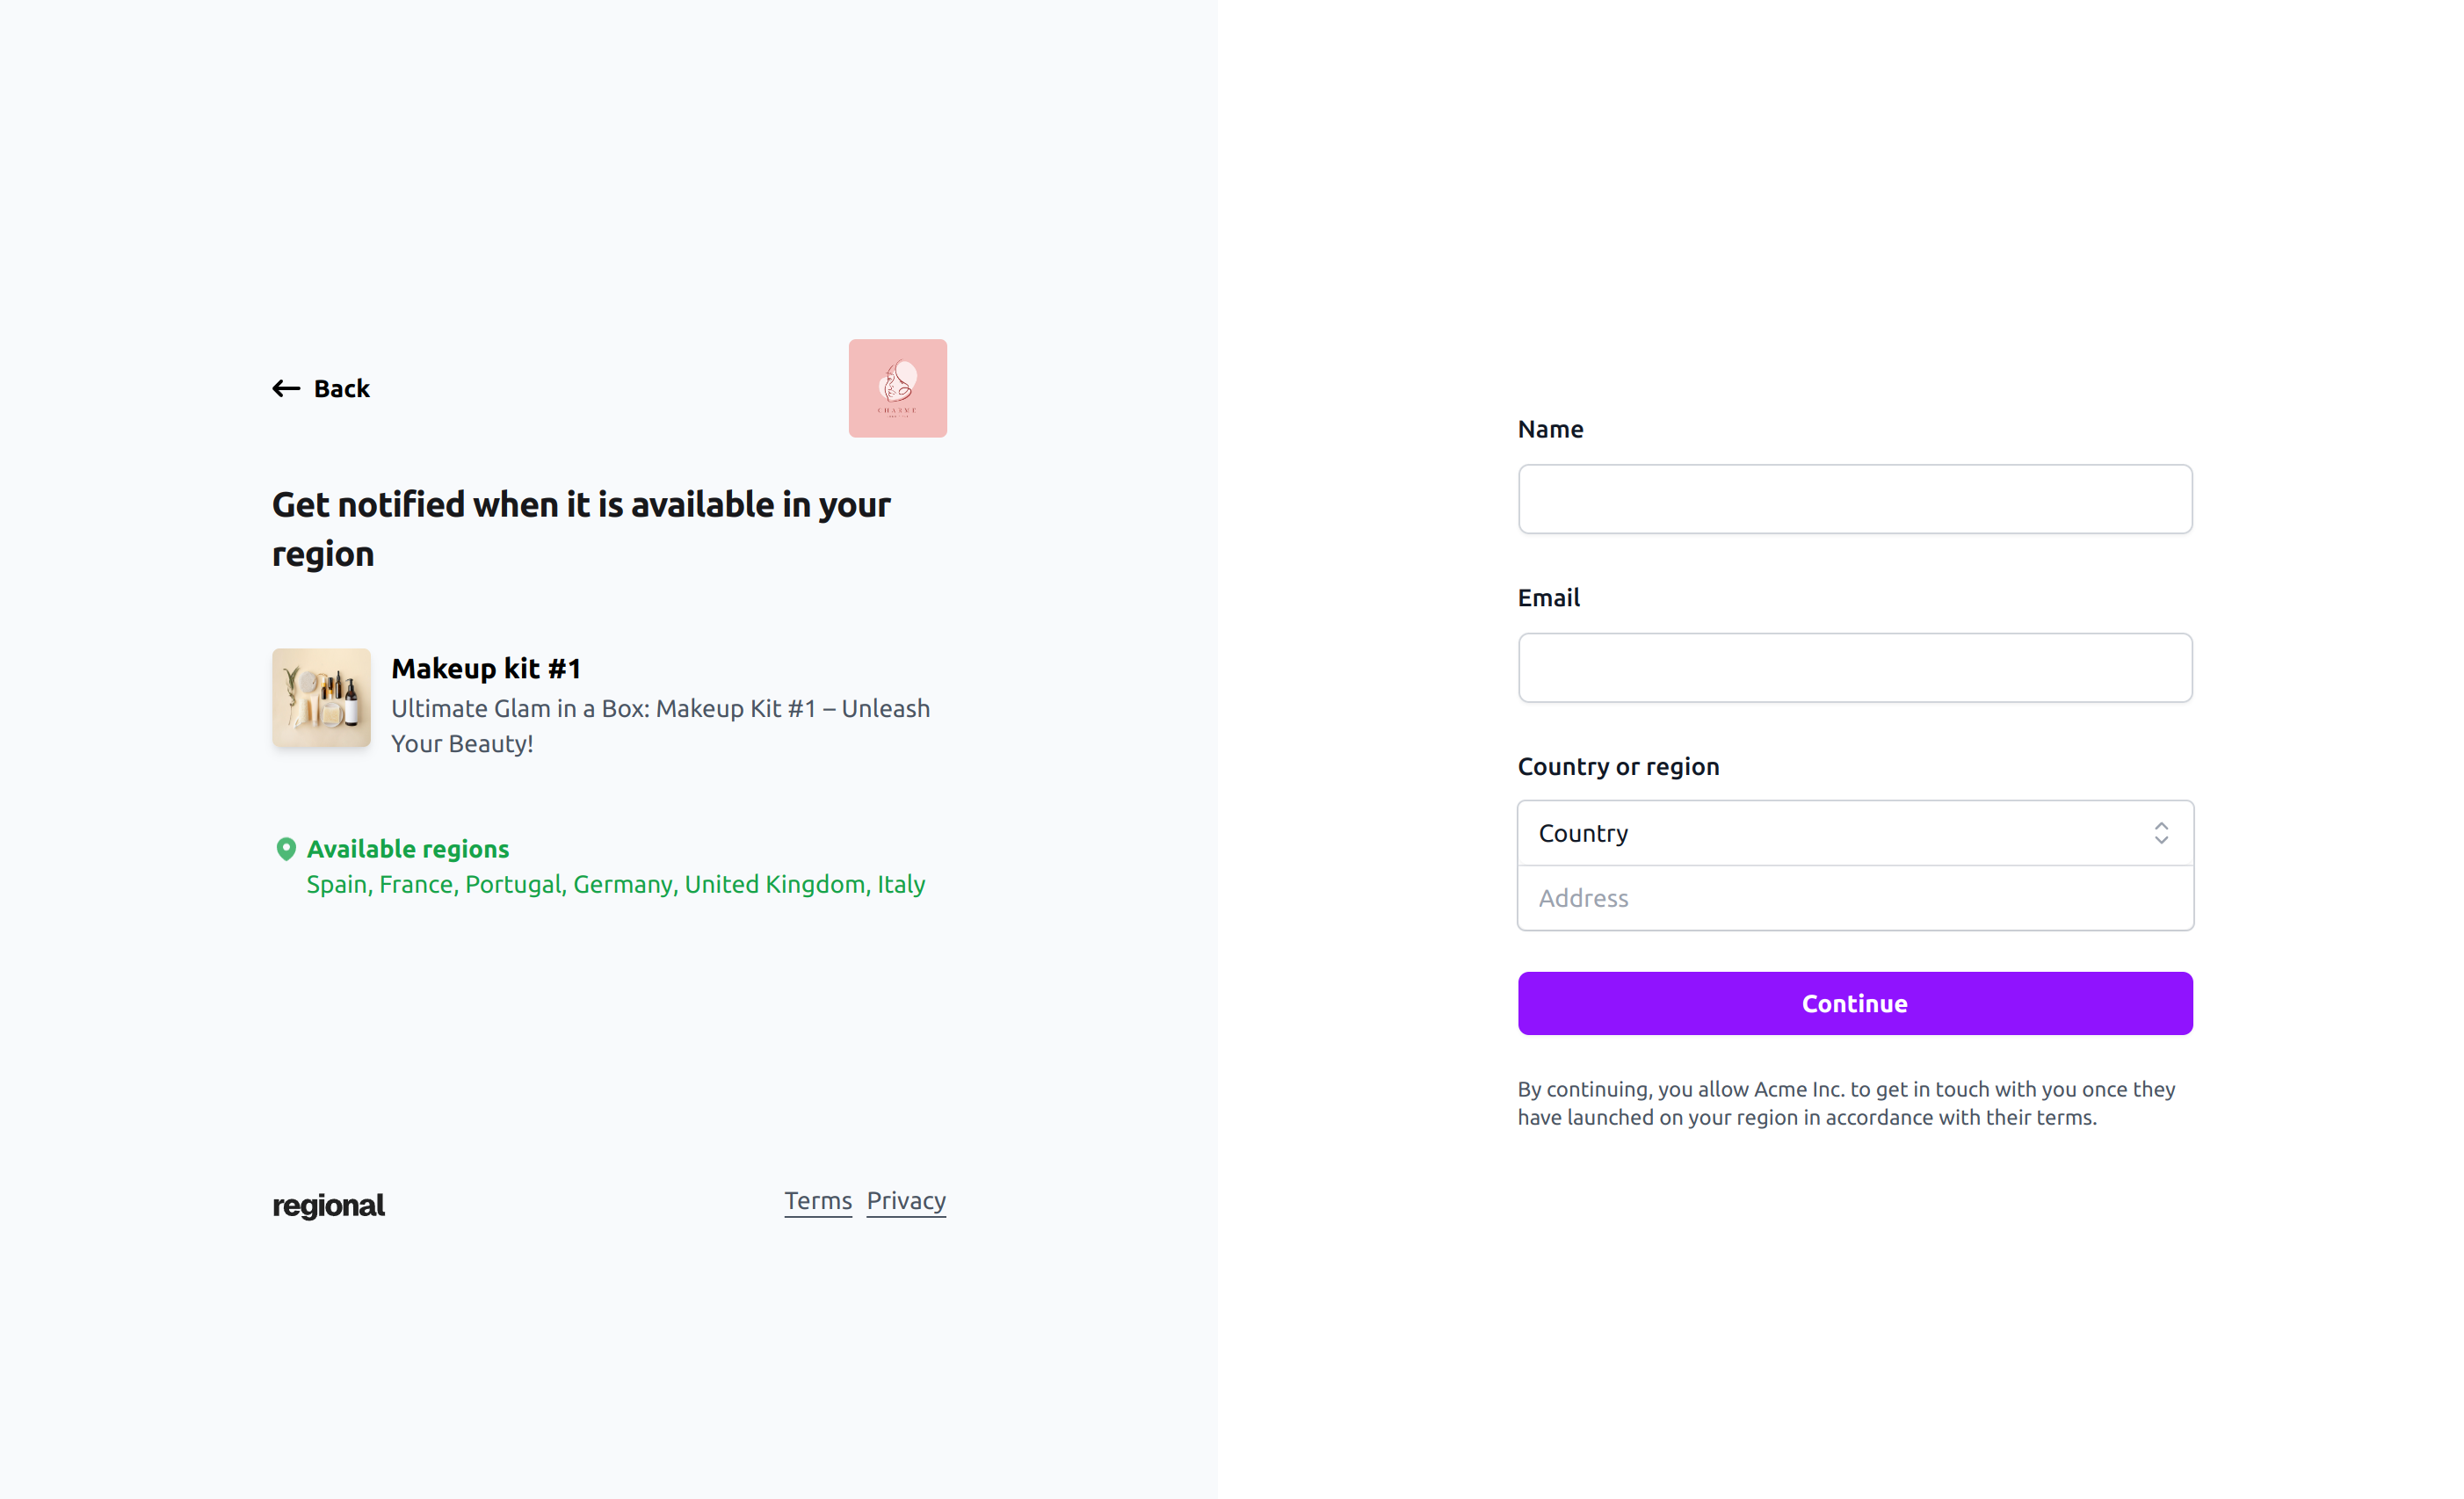 Back
CHARME
Get notified when it is available in your
region
Makeup kit #1
Ultimate Glam in a Box: Makeup Kit #1 – Unleash
Your Beauty!
Available regions
Spain, France, Portugal, Germany, United Kingdom, Italy
regional
Terms Privacy
Name
Email
Country or region
Country
Address
Continue
By continuing, you allow Acme Inc. to get in touch with you once they
have launched on your region in accordance with their terms.